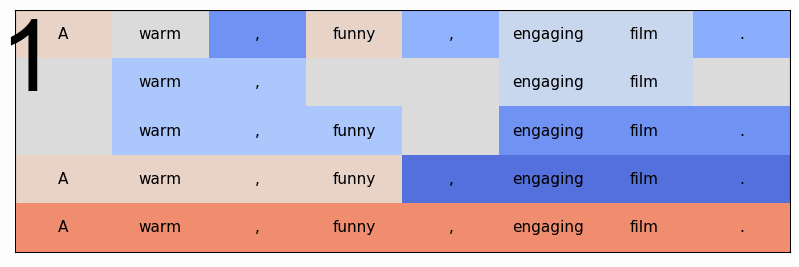 1
A warm , funny , engaging film .
warm , engaging film
warm , funny engaging film .
A warm , funny , engaging film .
A warm , funny , engaging film .